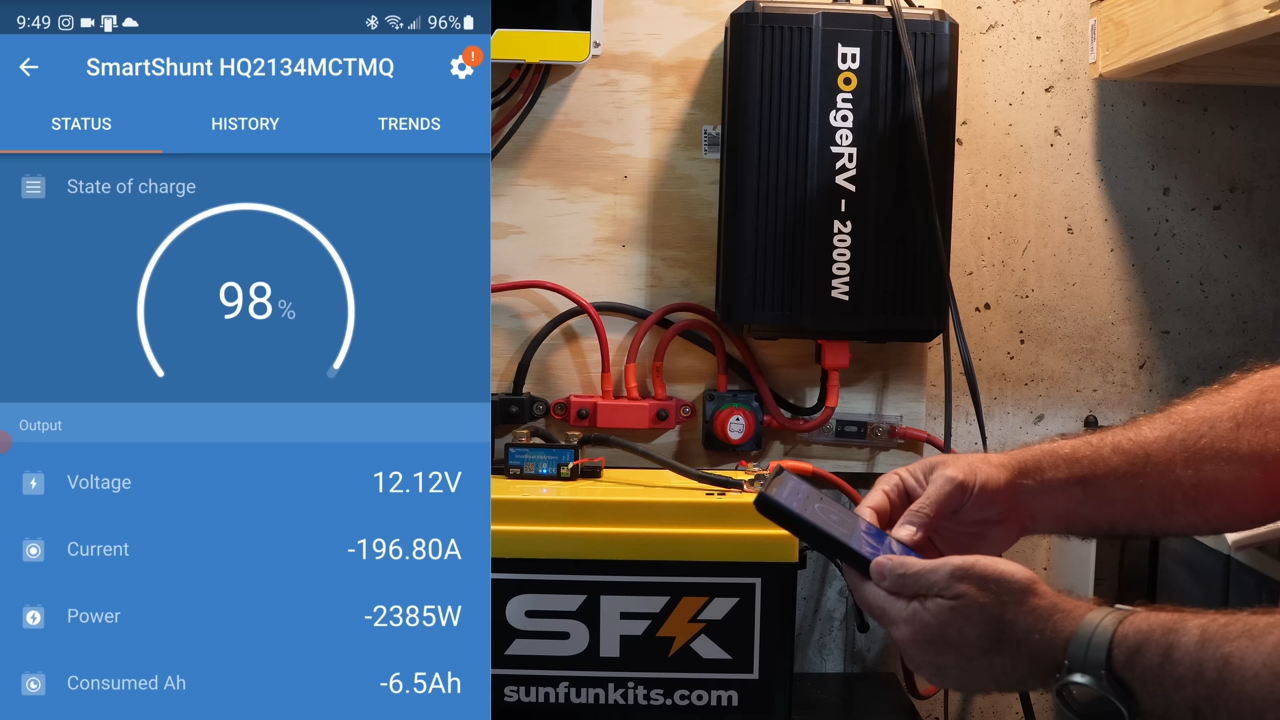 9:49
96%
SmartShunt HQ2134MCTMQ
!
STATUS
HISTORY
TRENDS
State of charge
98%
Output
Voltage
12.12V
Current
-196.80A
Power
-2385W
Consumed Ah
-6.5Ah
BougeRV - 2000W
SFK
sunfunkits.com